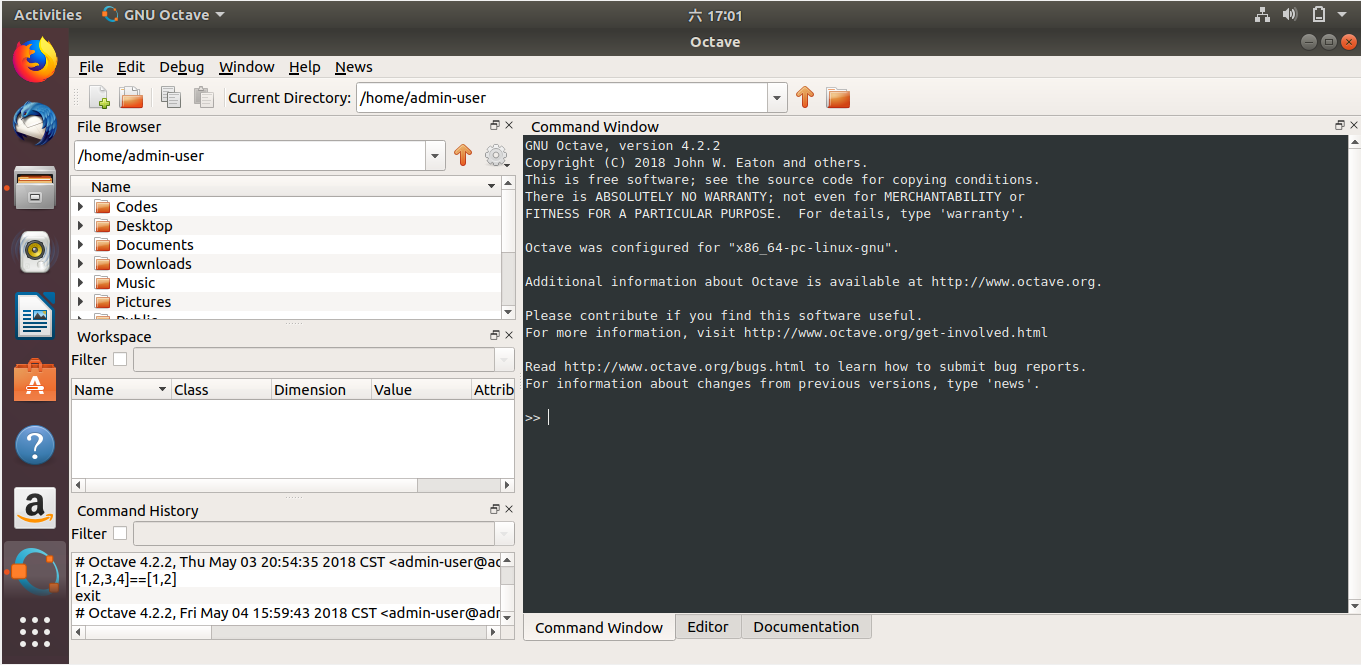 Activities GNU Octave 六 17:01
Octave
File Edit Debug Window Help News
Current Directory: /home/admin-user
File Browser
/home/admin-user
Name
Codes
Desktop
Documents
Downloads
Music
Pictures
Workspace
Filter
Name Class Dimension Value Attrib
Command History
Filter
# Octave 4.2.2, Thu May 03 20:54:35 2018 CST <admin-user@ad
[1,2,3,4]==[1,2]
exit
# Octave 4.2.2, Fri May 04 15:59:43 2018 CST <admin-user@adr
Command Window
GNU Octave, version 4.2.2
Copyright (C) 2018 John W. Eaton and others.
This is free software; see the source code for copying conditions.
There is ABSOLUTELY NO WARRANTY; not even for MERCHANTABILITY or
FITNESS FOR A PARTICULAR PURPOSE.  For details, type 'warranty'.
Octave was configured for "x86_64-pc-linux-gnu".
Additional information about Octave is available at http://www.octave.org.
Please contribute if you find this software useful.
For more information, visit http://www.octave.org/get-involved.html
Read http://www.octave.org/bugs.html to learn how to submit bug reports.
For information about changes from previous versions, type 'news'.
>>
Command Window Editor Documentation